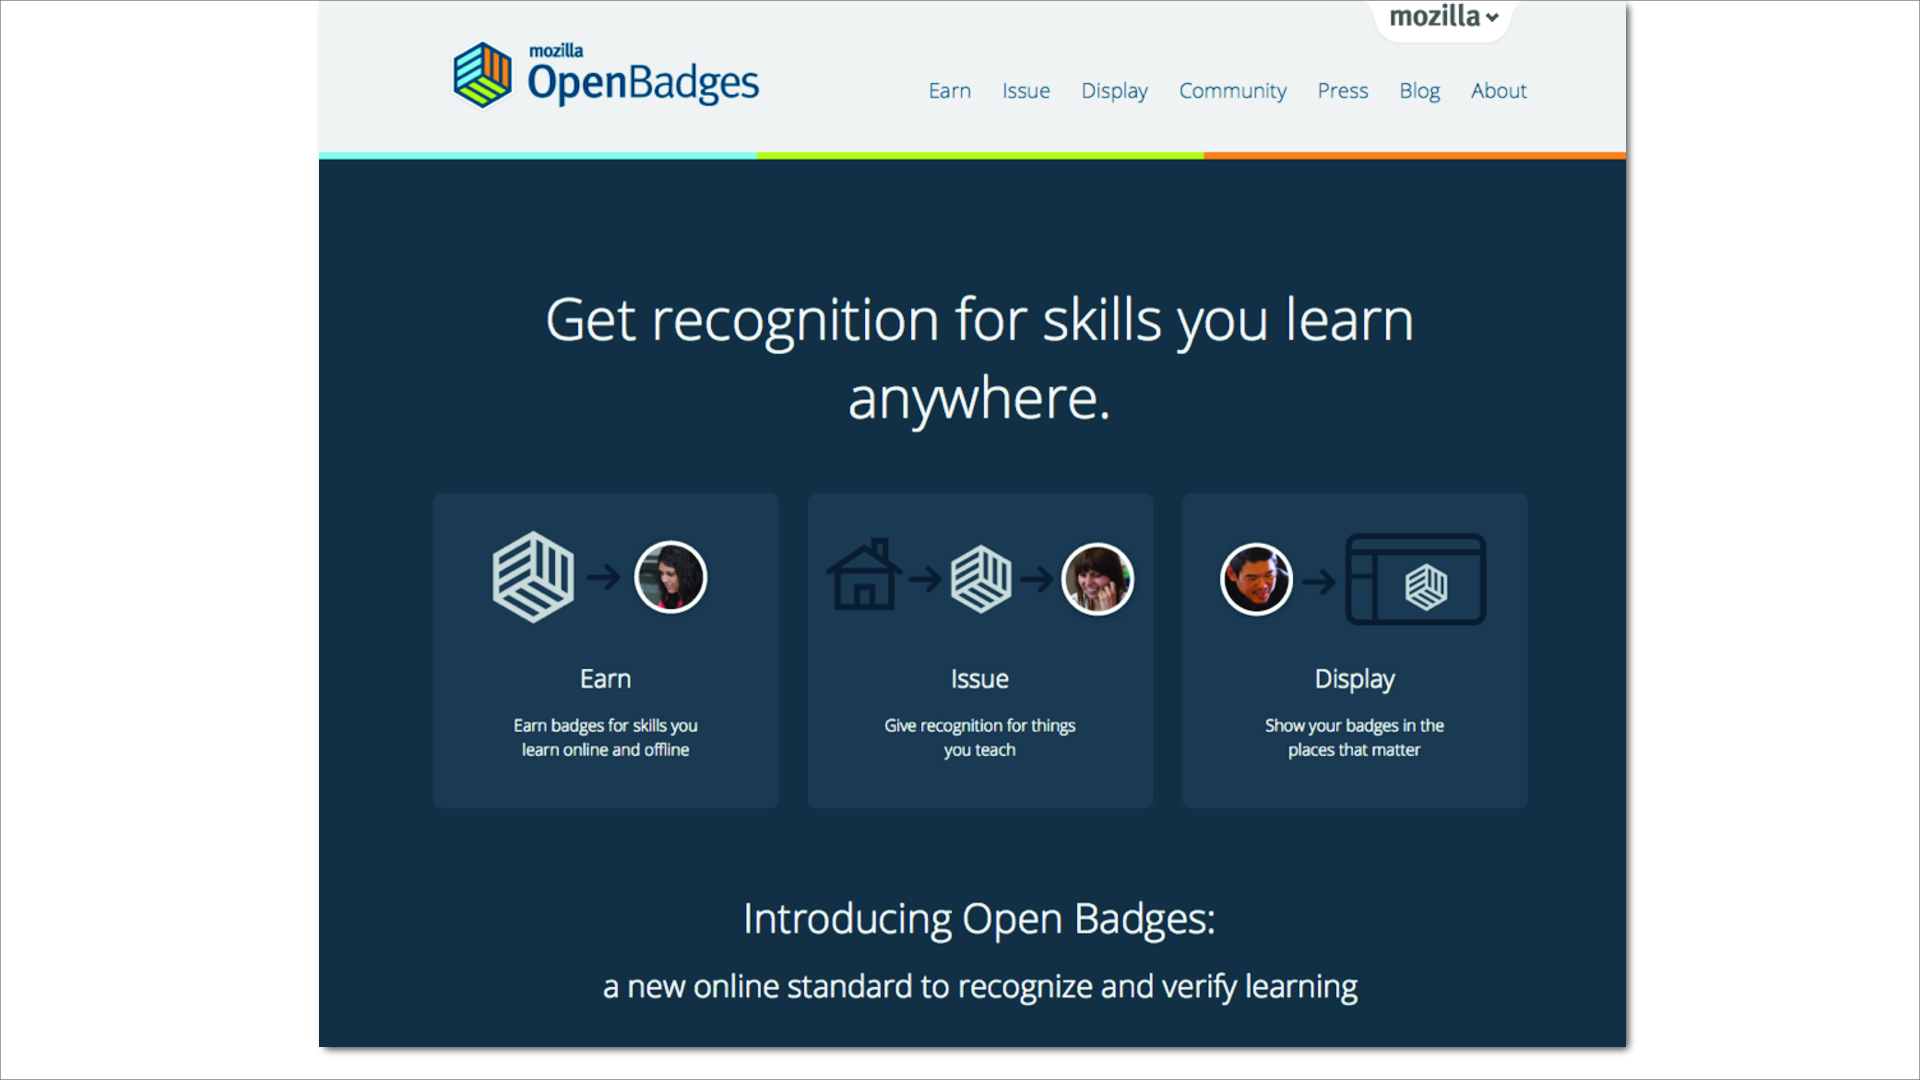 mozilla
mozilla
OpenBadges
Earn Issue Display Community Press Blog About
Get recognition for skills you learn
anywhere.
Earn
Earn badges for skills you
learn online and offline
Issue
Give recognition for things
you teach
Display
Show your badges in the
places that matter
Introducing Open Badges:
a new online standard to recognize and verify learning